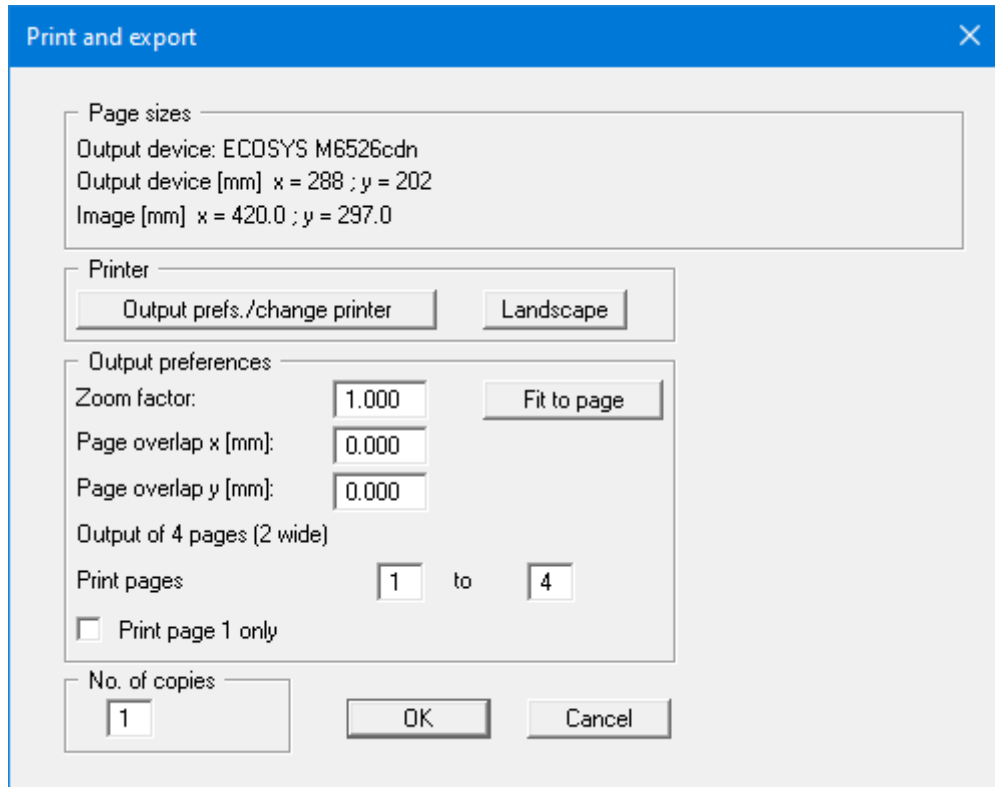 Print and export
Page sizes
Output device: ECOSYS M6526cdn
Output device [mm]  x = 288 ; y = 202
Image [mm]  x = 420.0 ; y = 297.0
Printer
Output prefs./change printer
Landscape
Output preferences
Zoom factor:
1.000
Fit to page
Page overlap x [mm]:
0.000
Page overlap y [mm]:
0.000
Output of 4 pages (2 wide)
Print pages
1
to
4
Print page 1 only
No. of copies
1
OK
Cancel